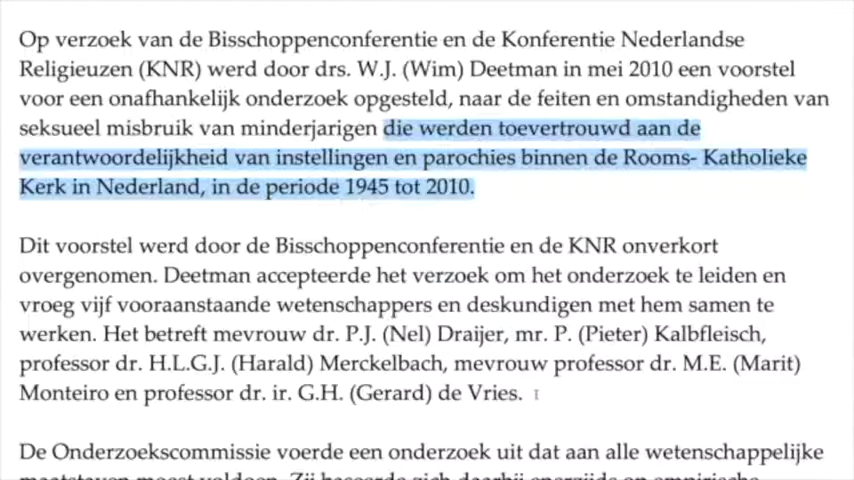 Op verzoek van de Bisschoppenconferentie en de Konferentie Nederlandse
Religieuzen (KNR) werd door drs. W.J. (Wim) Deetman in mei 2010 een voorstel
voor een onafhankelijk onderzoek opgesteld, naar de feiten en omstandigheden van
seksueel misbruik van minderjarigen die werden toevertrouwd aan de
verantwoordelijkheid van instellingen en parochies binnen de Rooms- Katholieke
Kerk in Nederland, in de periode 1945 tot 2010.
Dit voorstel werd door de Bisschoppenconferentie en de KNR onverkort
overgenomen. Deetman accepteerde het verzoek om het onderzoek te leiden en
vroeg vijf vooraanstaande wetenschappers en deskundigen met hem samen te
werken. Het betreft mevrouw dr. P.J. (Nel) Draijer, mr. P. (Pieter) Kalbfleisch,
professor dr. H.L.G.J. (Harald) Merckelbach, mevrouw professor dr. M.E. (Marit)
Monteiro en professor dr. ir. G.H. (Gerard) de Vries.
De Onderzoekscommissie voerde een onderzoek uit dat aan alle wetenschappelijke